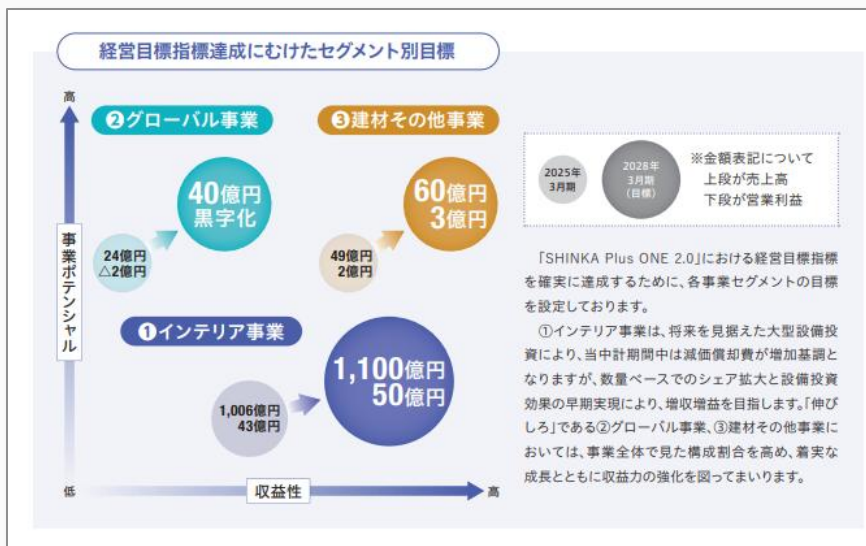 経営目標指標達成にむけたセグメント別目標
高
❷グローバル事業
❸建材その他事業
40億円
黒字化
24億円
△2億円
60億円
3億円
49億円
2億円
事業ポテンシャル
❶インテリア事業
1,100億円
50億円
1,006億円
43億円
低
収益性
高
2025年
3月期
2028年
3月期
(目標)
※金額表記について
上段が売上高
下段が営業利益
「SHINKA Plus ONE 2.0」における経営目標指標
を確実に達成するために、各事業セグメントの目標
を設定しております。
①インテリア事業は、将来を見据えた大型設備投
資により、当中計期間中は減価償却費が増加基調と
なりますが、数量ベースでのシェア拡大と設備投資
効果の早期実現により、増収増益を目指します。「伸び
しろ」である②グローバル事業、③建材その他事業に
おいては、事業全体で見た構成割合を高め、着実な
成長とともに収益力の強化を図ってまいります。